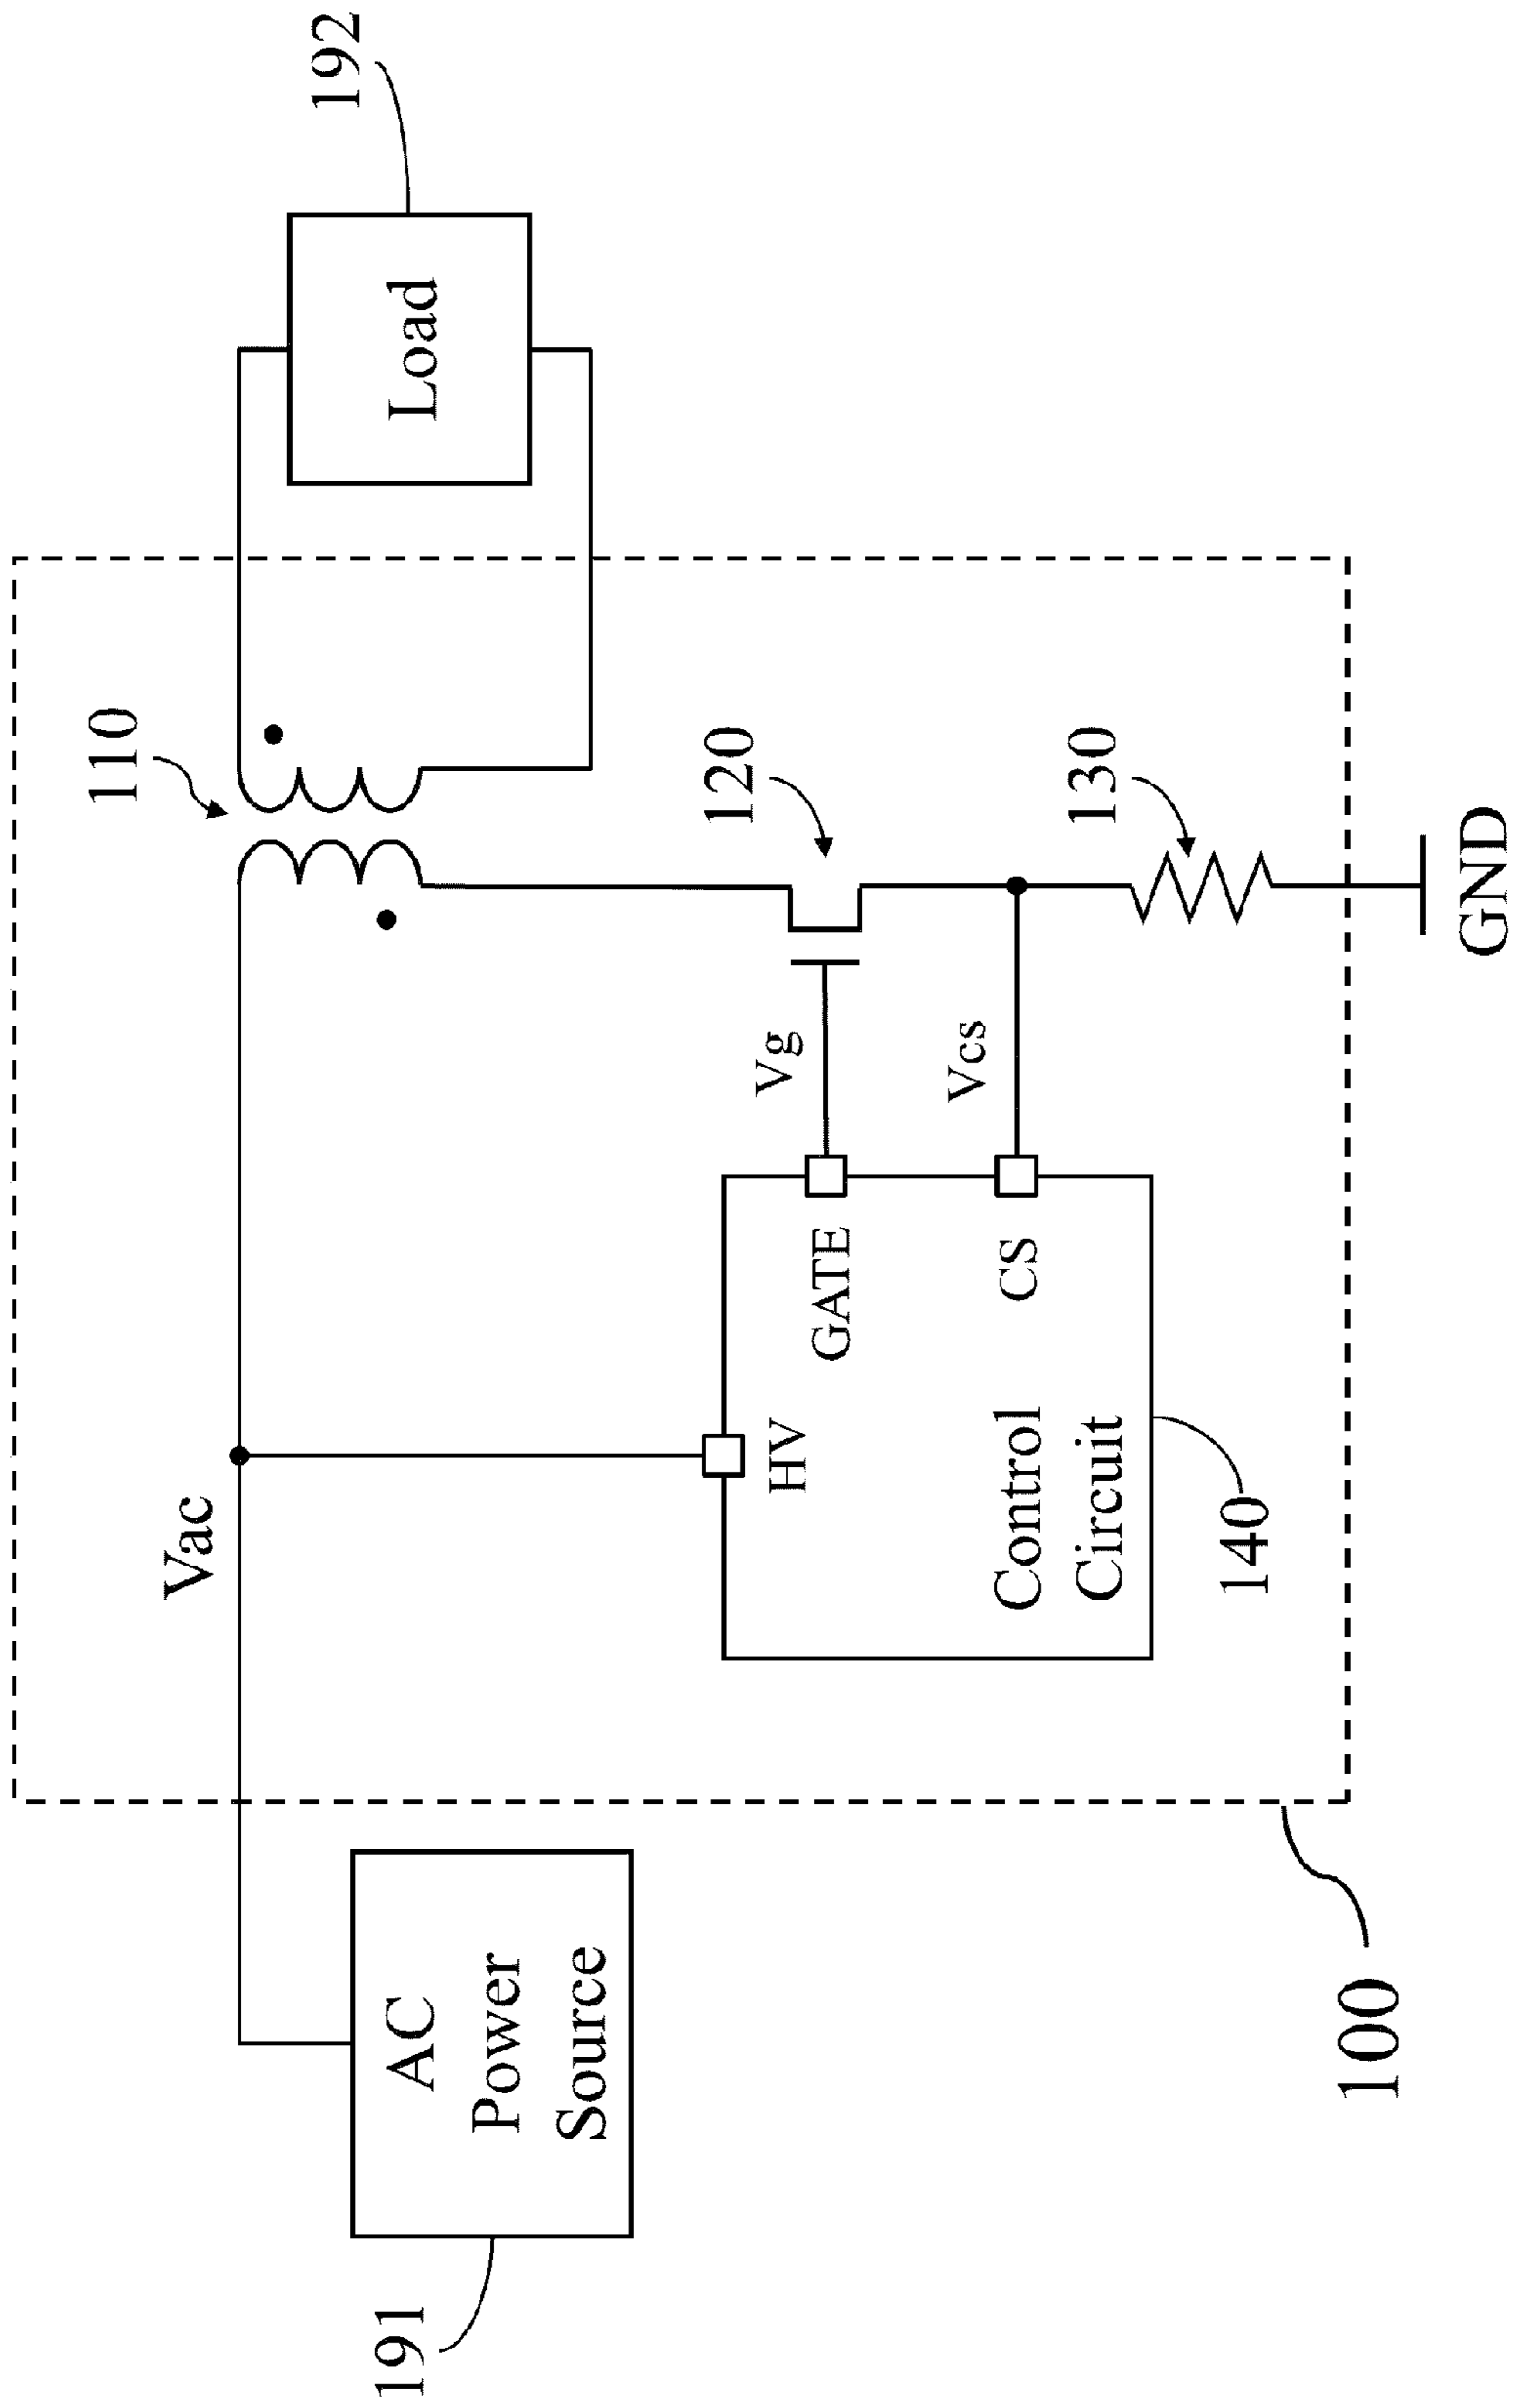 110
192
Vac
Load
AC
Power
Source
191
120
Vg
HV
GATE
Vcs
CS
Control
Circuit
130
140
100
GND